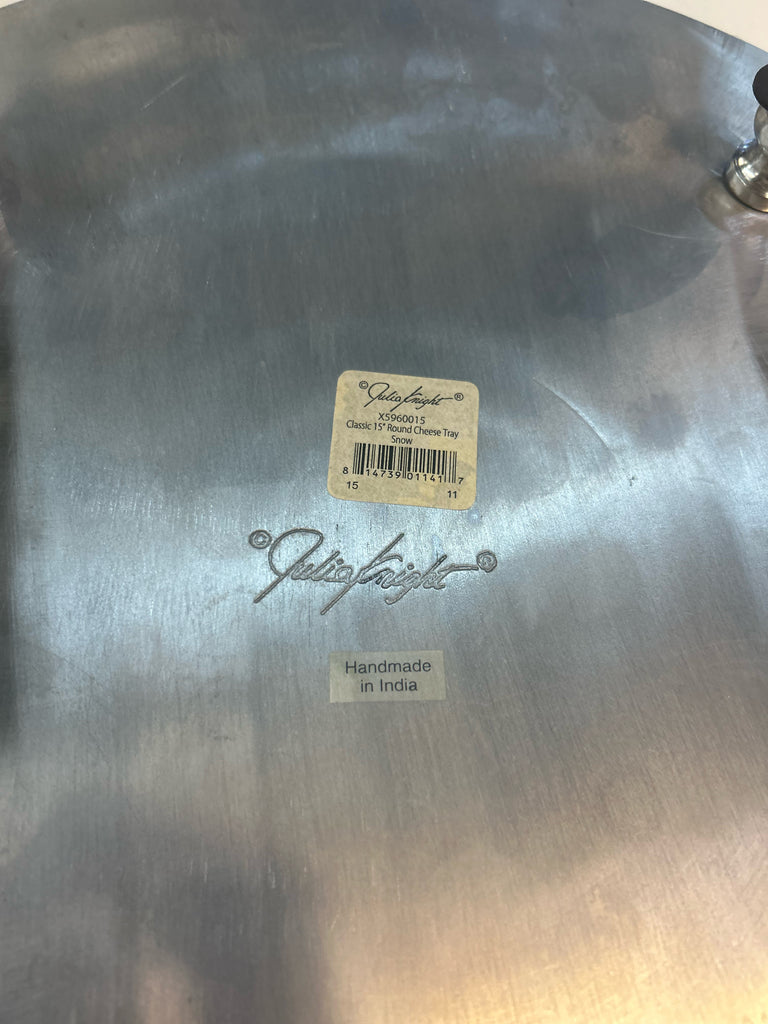 © Julia Knight ®
X5960015
Classic 15" Round Cheese Tray
Snow
8 14739 01141 7
15 11
© Julia Knight ®
Handmade
in India